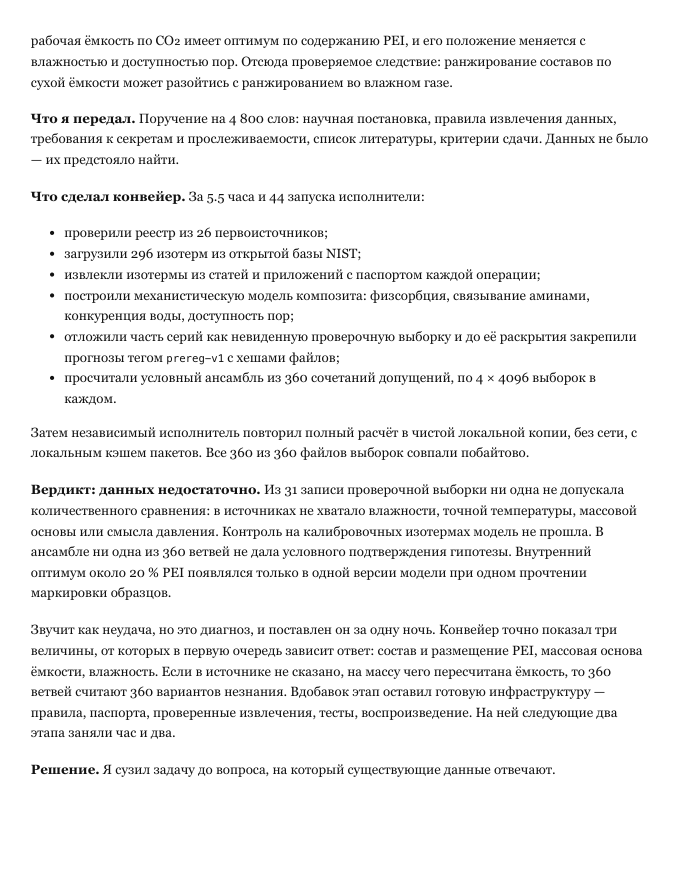 рабочая ёмкость по CO₂ имеет оптимум по содержанию PEI, и его положение меняется с
влажностью и доступностью пор. Отсюда проверяемое следствие: ранжирование составов по
сухой ёмкости может разойтись с ранжированием во влажном газе.
Что я передал. Поручение на 4 800 слов: научная постановка, правила извлечения данных,
требования к секретам и прослеживаемости, список литературы, критерии сдачи. Данных не было
— их предстояло найти.
Что сделал конвейер. За 5.5 часа и 44 запуска исполнители:
• проверили реестр из 26 первоисточников;
• загрузили 296 изотерм из открытой базы NIST;
• извлекли изотермы из статей и приложений с паспортом каждой операции;
• построили механистическую модель композита: физсорбция, связывание аминами,
конкуренция воды, доступность пор;
• отложили часть серий как невиденную проверочную выборку и до её раскрытия закрепили
прогнозы тегом prereg-v1 с хешами файлов;
• просчитали условный ансамбль из 360 сочетаний допущений, по 4 × 4096 выборок в
каждом.
Затем независимый исполнитель повторил полный расчёт в чистой локальной копии, без сети, с
локальным кэшем пакетов. Все 360 из 360 файлов выборок совпали побайтово.
Вердикт: данных недостаточно. Из 31 записи проверочной выборки ни одна не допускала
количественного сравнения: в источниках не хватало влажности, точной температуры, массовой
основы или смысла давления. Контроль на калибровочных изотермах модель не прошла. В
ансамбле ни одна из 360 ветвей не дала условного подтверждения гипотезы. Внутренний
оптимум около 20 % PEI появлялся только в одной версии модели при одном прочтении
маркировки образцов.
Звучит как неудача, но это диагноз, и поставлен он за одну ночь. Конвейер точно показал три
величины, от которых в первую очередь зависит ответ: состав и размещение PEI, массовая основа
ёмкости, влажность. Если в источнике не сказано, на массу чего пересчитана ёмкость, то 360
ветвей считают 360 вариантов незнания. Вдобавок этап оставил готовую инфраструктуру —
правила, паспорта, проверенные извлечения, тесты, воспроизведение. На ней следующие два
этапа заняли час и два.
Решение. Я сузил задачу до вопроса, на который существующие данные отвечают.